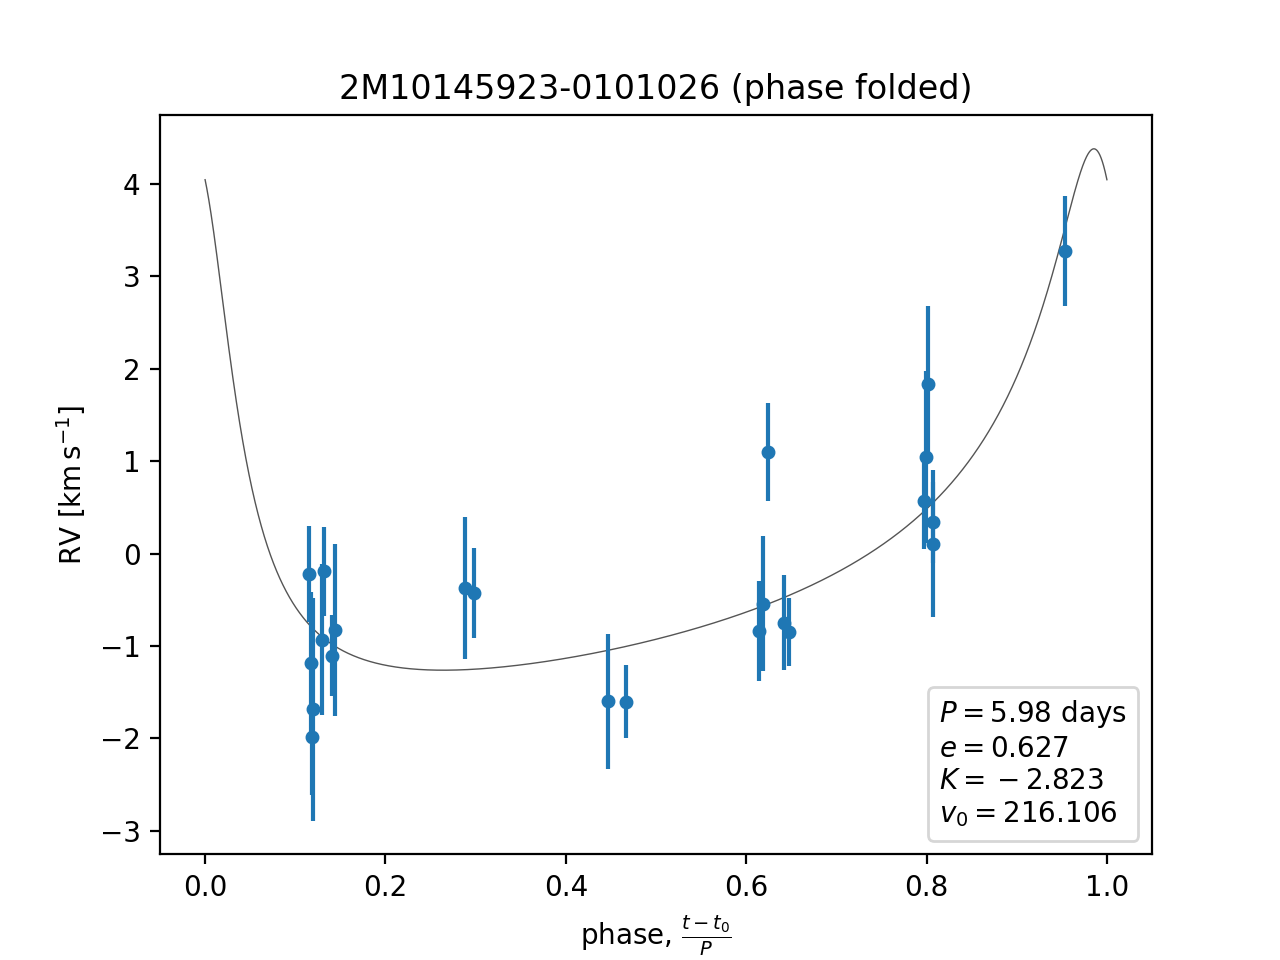 2M10145923-0101026 (phase folded)
RV [km s⁻¹]
4
3
2
1
0
−1
−2
−3
P = 5.98 days
e = 0.627
K = −2.823
v₀ = 216.106
0.0 0.2 0.4 0.6 0.8 1.0
phase, (t − t₀)/P